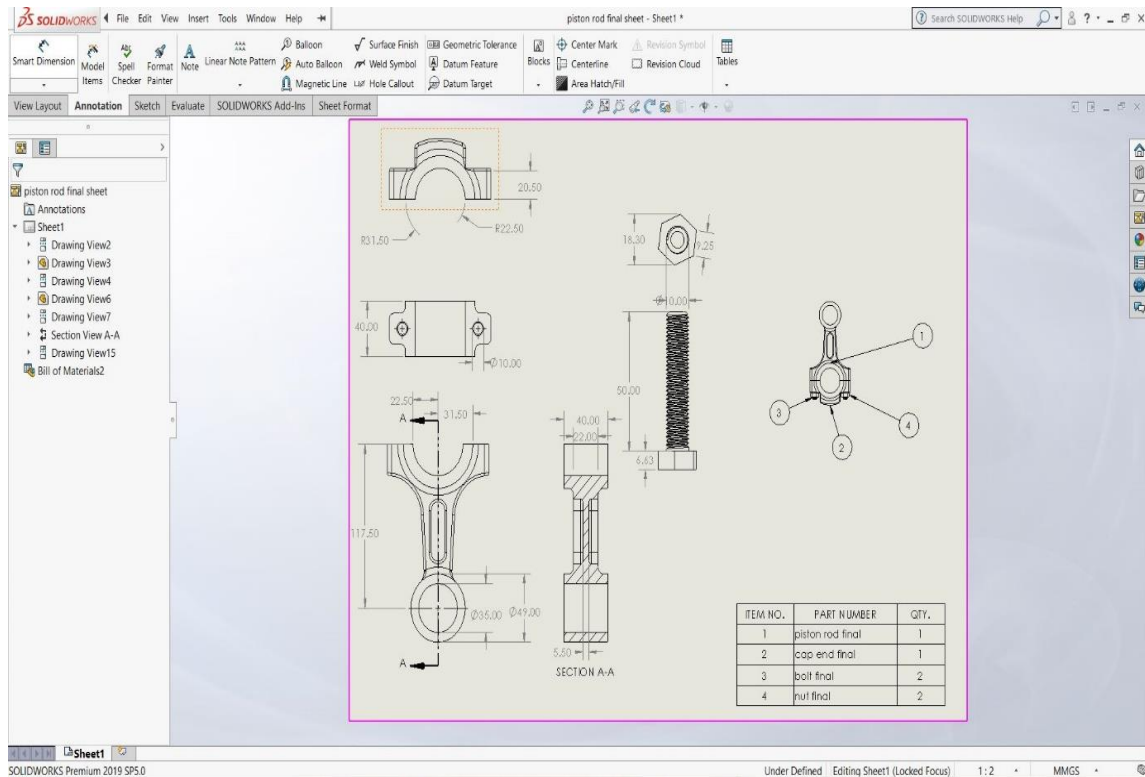 SOLIDWORKS File Edit View Insert Tools Window Help
piston rod final sheet - Sheet1 *
Search SOLIDWORKS Help
Smart Dimension
Model Items
Spell Checker
Format Painter
Note
Linear Note Pattern
Balloon
Auto Balloon
Magnetic Line
Surface Finish
Weld Symbol
Hole Callout
Geometric Tolerance
Datum Feature
Datum Target
Blocks
Center Mark
Centerline
Area Hatch/Fill
Revision Symbol
Revision Cloud
Tables
View Layout Annotation Sketch Evaluate SOLIDWORKS Add-Ins Sheet Format
piston rod final sheet
Annotations
Sheet1
Drawing View2
Drawing View3
Drawing View4
Drawing View6
Drawing View7
Section View A-A
Drawing View15
Bill of Materials2
20.50
R31.50
R22.50
18.30
9.25
40.00
Ø10.00
50.00
6.63
22.50
31.50
A
117.50
Ø35.00
Ø49.00
A
40.00
22.00
5.50
SECTION A-A
1
3
4
2
ITEM NO. PART NUMBER QTY.
1 piston rod final 1
2 cap end final 1
3 bolt final 2
4 nut final 2
Sheet1
SOLIDWORKS Premium 2019 SP5.0
Under Defined Editing Sheet1 (Locked Focus) 1:2 MMGS